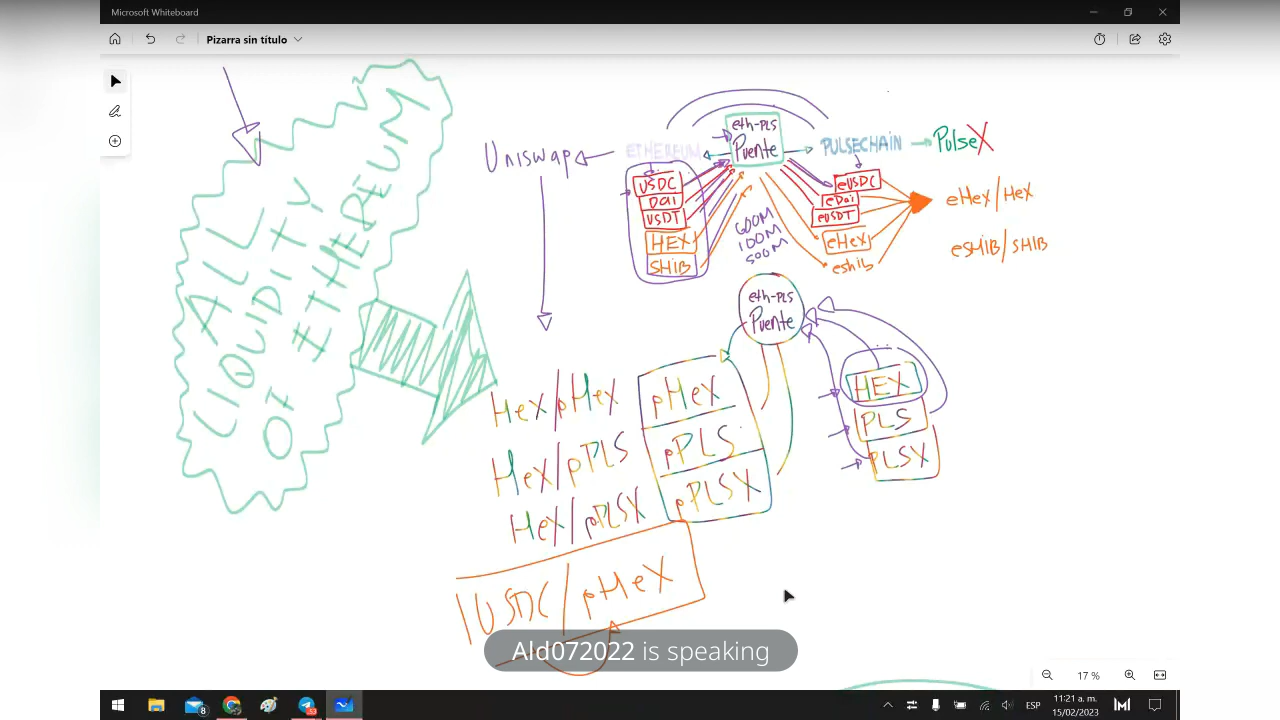 Microsoft Whiteboard
Pizarra sin título
ALL
LIQUIDITY
OF ETHEREUM
UNISWAP
ETHEREUM
eth-PLS
Puente
PULSECHAIN
PulseX
USDC
Dai
USDT
HEX
SHIB
600M
100M
500M
eUSDC
eDai
eUSDT
eHex
eshib
eHex/Hex
eSHIB/SHIB
eth-PLS
Puente
HEX
PLS
PLSX
Hex/pHex
Hex/pPLS
Hex/pPLSX
pHex
pPLS
pPLSX
USDC/pHex
Ald072022 is speaking
17 %
8
53
ESP
11:21 a. m.
15/02/2023